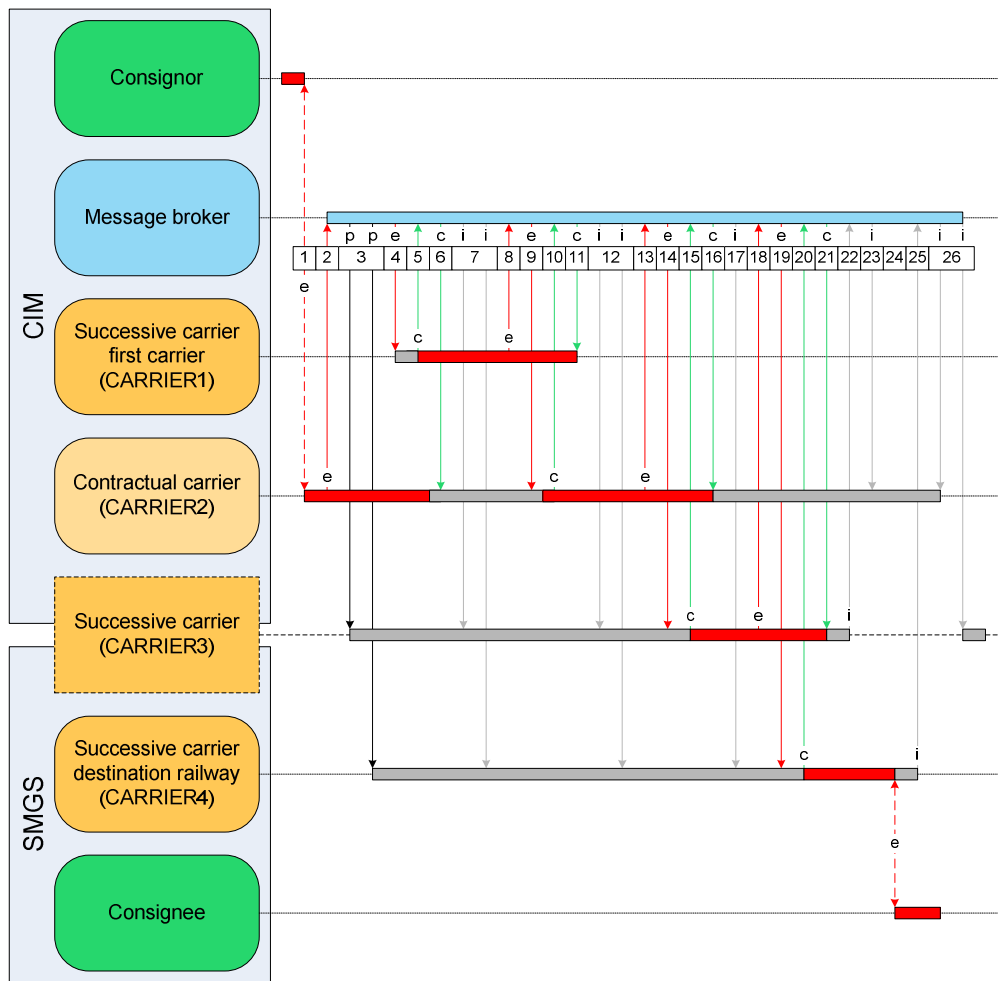 CIM
Consignor
Message broker
p p e c i i e c i i e c i e c i i i
1 2 3 4 5 6 7 8 9 10 11 12 13 14 15 16 17 18 19 20 21 22 23 24 25 26
e
Successive carrier
first carrier
(CARRIER1)
c e
Contractual carrier
(CARRIER2)
e c e
Successive carrier
(CARRIER3)
c e i
SMGS
Successive carrier
destination railway
(CARRIER4)
c i
e
Consignee